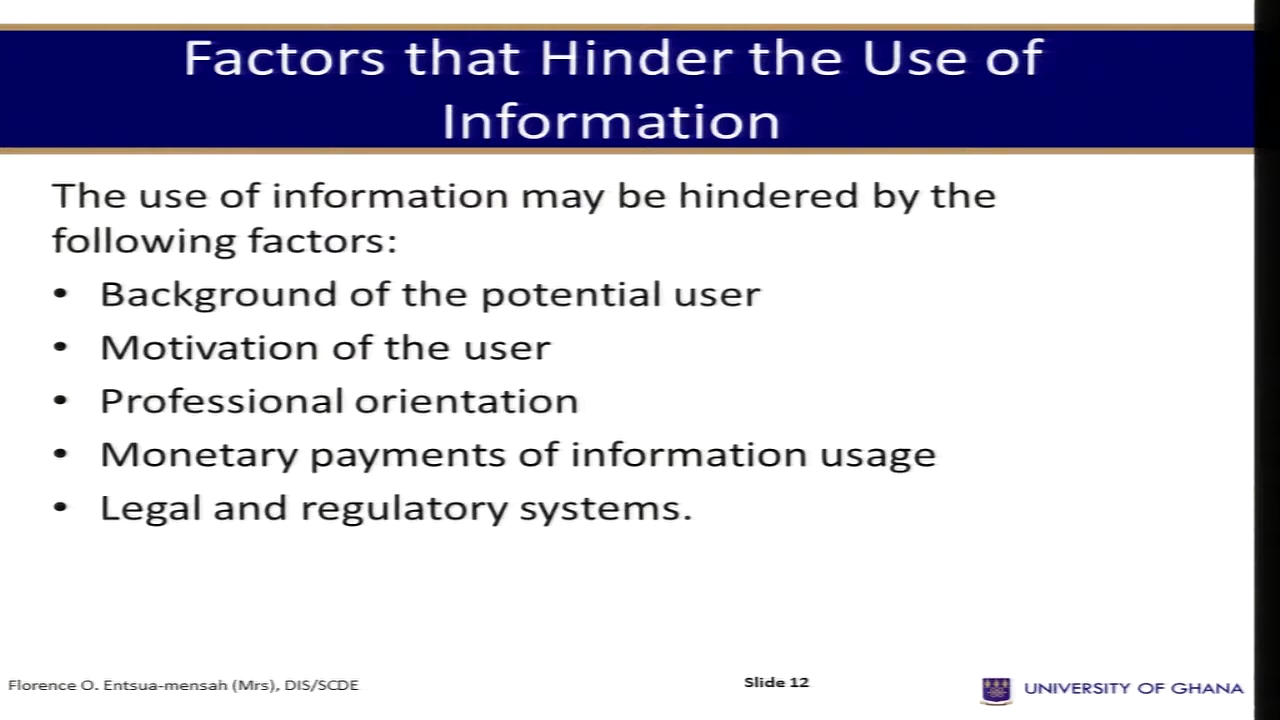 Factors that Hinder the Use of
Information
The use of information may be hindered by the
following factors:
• Background of the potential user
• Motivation of the user
• Professional orientation
• Monetary payments of information usage
• Legal and regulatory systems.
Florence O. Entsua-mensah (Mrs), DIS/SCDE
Slide 12
UNIVERSITY OF GHANA